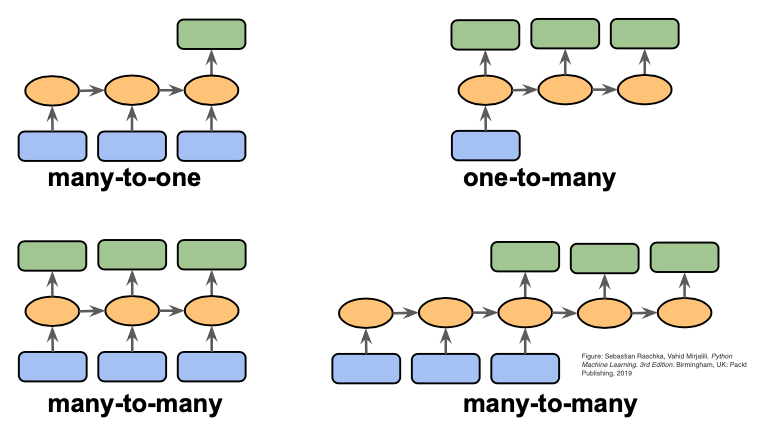 many-to-one
one-to-many
many-to-many
Figure: Sebastian Raschka, Vahid Mirjalili. Python
Machine Learning. 3rd Edition. Birmingham, UK: Packt
Publishing, 2019
many-to-many